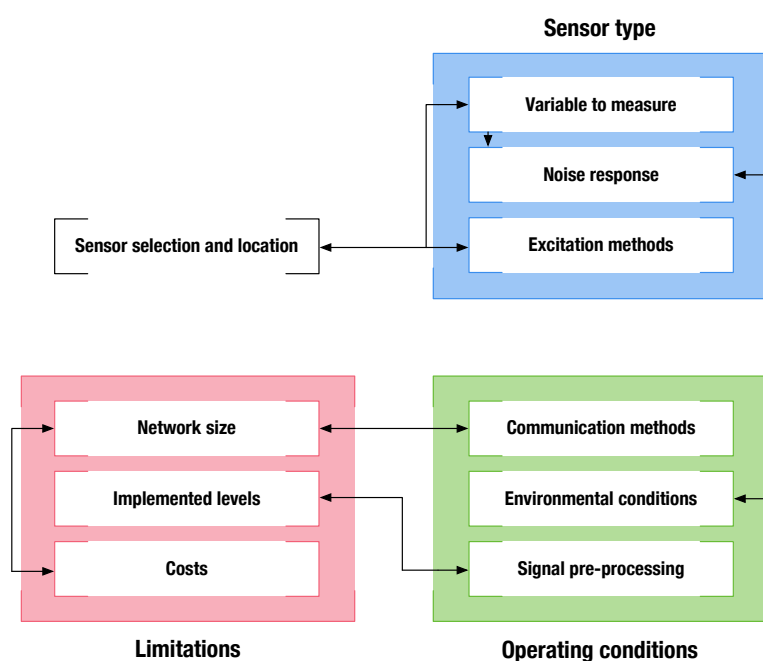 Sensor type
Variable to measure
Noise response
Sensor selection and location
Excitation methods
Network size
Communication methods
Implemented levels
Environmental conditions
Costs
Signal pre-processing
Limitations
Operating conditions